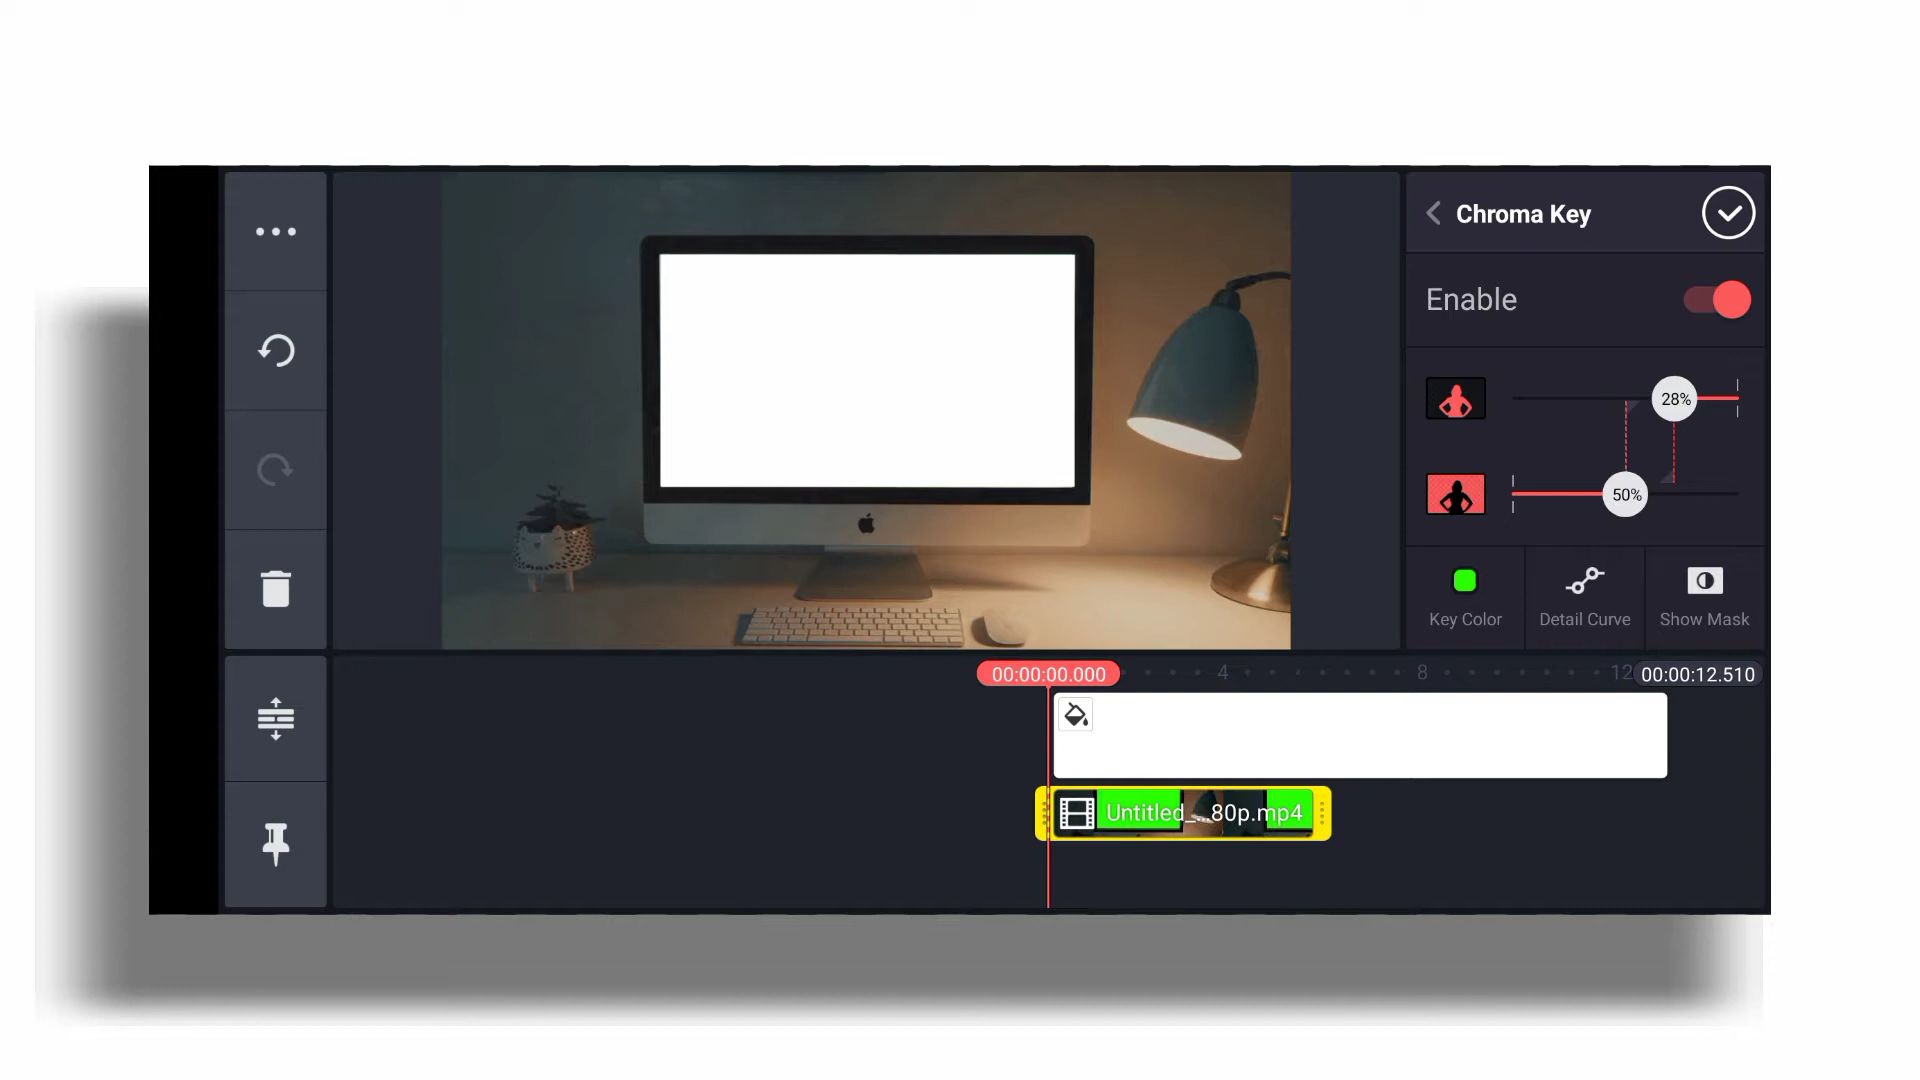 Chroma Key
Enable
28%
50%
Key Color
Detail Curve
Show Mask
00:00:00.000
4
8
12
00:00:12.510
Untitled_...80p.mp4